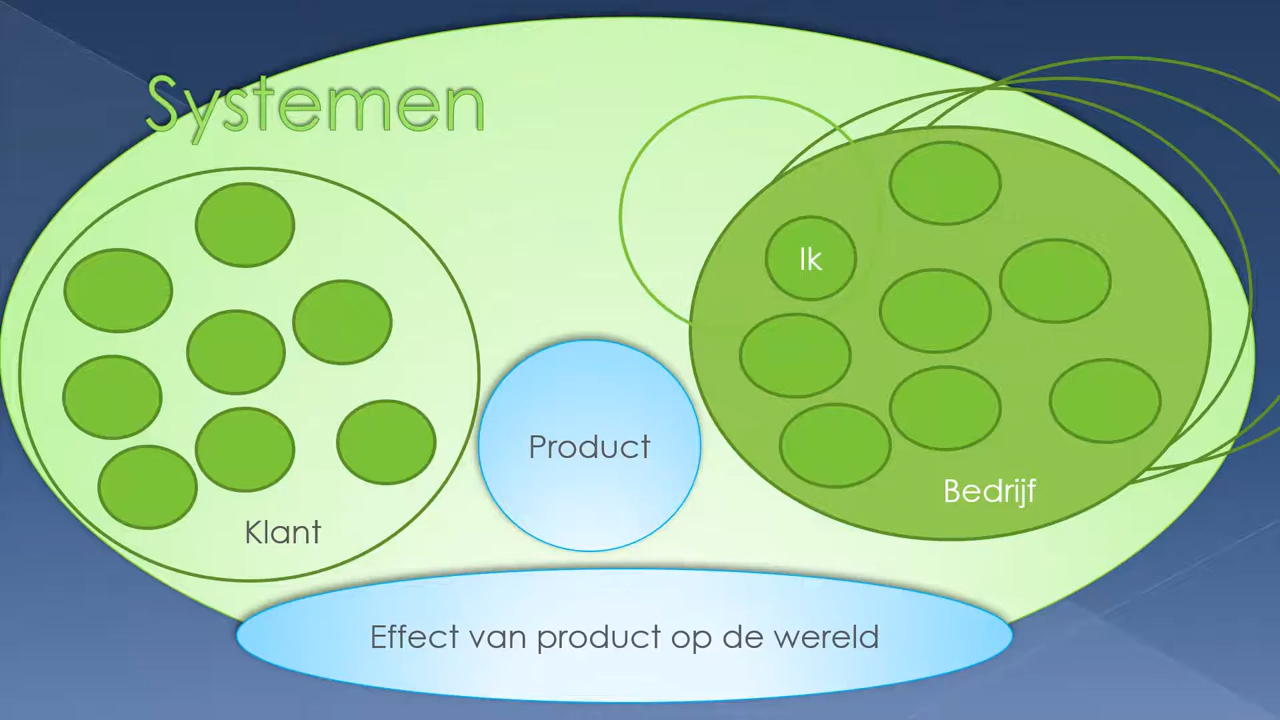 Systemen
Ik
Product
Bedrijf
Klant
Effect van product op de wereld